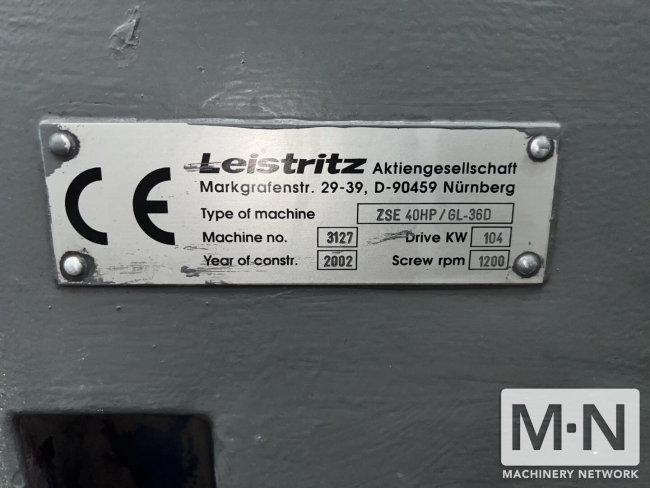 CE
Leistritz Aktiengesellschaft
Markgrafenstr. 29-39, D-90459 Nürnberg
Type of machine ZSE 40HP/GL-36D
Machine no. 3127 Drive KW 104
Year of constr. 2002 Screw rpm 1200
M·N
MACHINERY NETWORK